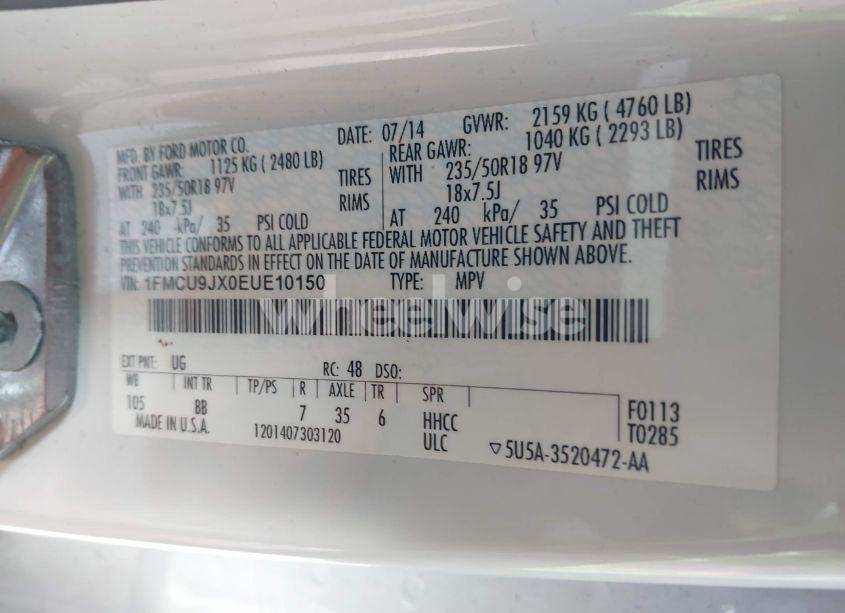 MFD. BY FORD MOTOR CO. DATE: 07/14 GVWR: 2159 KG ( 4760 LB)
FRONT GAWR: 1125 KG ( 2480 LB) REAR GAWR: 1040 KG ( 2293 LB)
WITH 235/50R18 97V TIRES WITH 235/50R18 97V TIRES
18x7.5J RIMS 18x7.5J RIMS
AT 240 kPa/ 35 PSI COLD AT 240 kPa/ 35 PSI COLD
THIS VEHICLE CONFORMS TO ALL APPLICABLE FEDERAL MOTOR VEHICLE SAFETY AND THEFT
PREVENTION STANDARDS IN EFFECT ON THE DATE OF MANUFACTURE SHOWN ABOVE.
VIN: 1FMCU9JX0EUE10150 TYPE: MPV
wheelwise
EXT PNT: UG RC: 48 DSO:
WB INT TR TP/PS R AXLE TR SPR
105 8B 7 35 6 HHCC F0113
MADE IN U.S.A. 1201407303120 ULC T0285
▽5U5A-3520472-AA